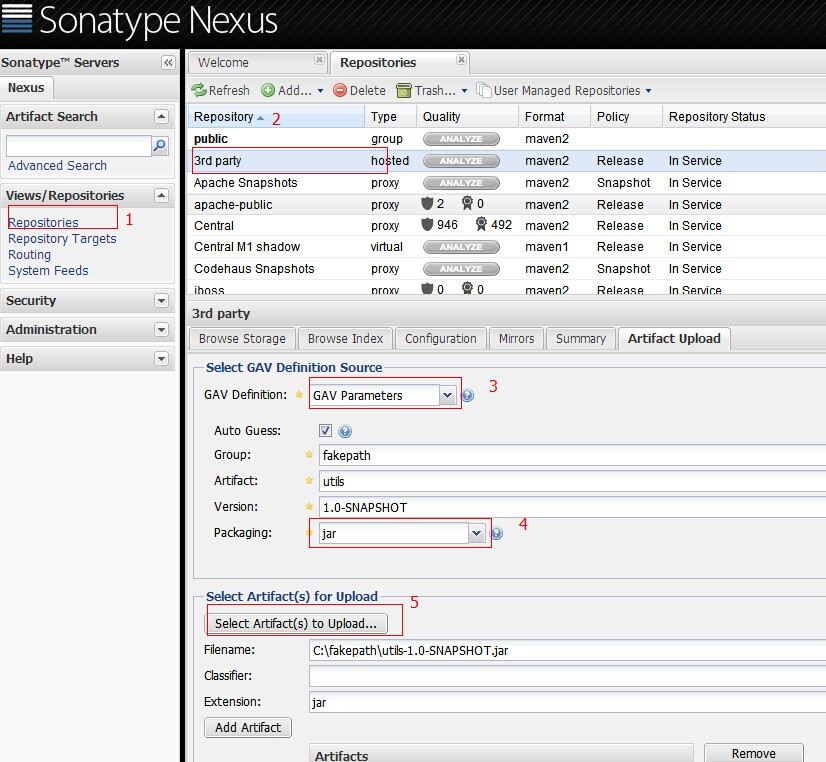 Sonatype Nexus
Sonatype™ Servers
Nexus
Artifact Search
Advanced Search
Views/Repositories
Repositories 1
Repository Targets
Routing
System Feeds
Security
Administration
Help
Welcome Repositories
Refresh Add... Delete Trash... User Managed Repositories
Repository 2 Type Quality Format Policy Repository Status
public group ANALYZE maven2
3rd party hosted ANALYZE maven2 Release In Service
Apache Snapshots proxy ANALYZE maven2 Snapshot In Service
apache-public proxy 2 0 maven2 Release In Service
Central proxy 946 492 maven2 Release In Service
Central M1 shadow virtual ANALYZE maven1 Release In Service
Codehaus Snapshots proxy ANALYZE maven2 Snapshot In Service
jboss proxy 0 0 maven2 Release In Service
3rd party
Browse Storage Browse Index Configuration Mirrors Summary Artifact Upload
Select GAV Definition Source
GAV Definition: GAV Parameters 3
Auto Guess:
Group: fakepath
Artifact: utils
Version: 1.0-SNAPSHOT
Packaging: jar 4
Select Artifact(s) for Upload
Select Artifact(s) to Upload... 5
Filename: C:\fakepath\utils-1.0-SNAPSHOT.jar
Classifier:
Extension: jar
Add Artifact
Artifacts Remove